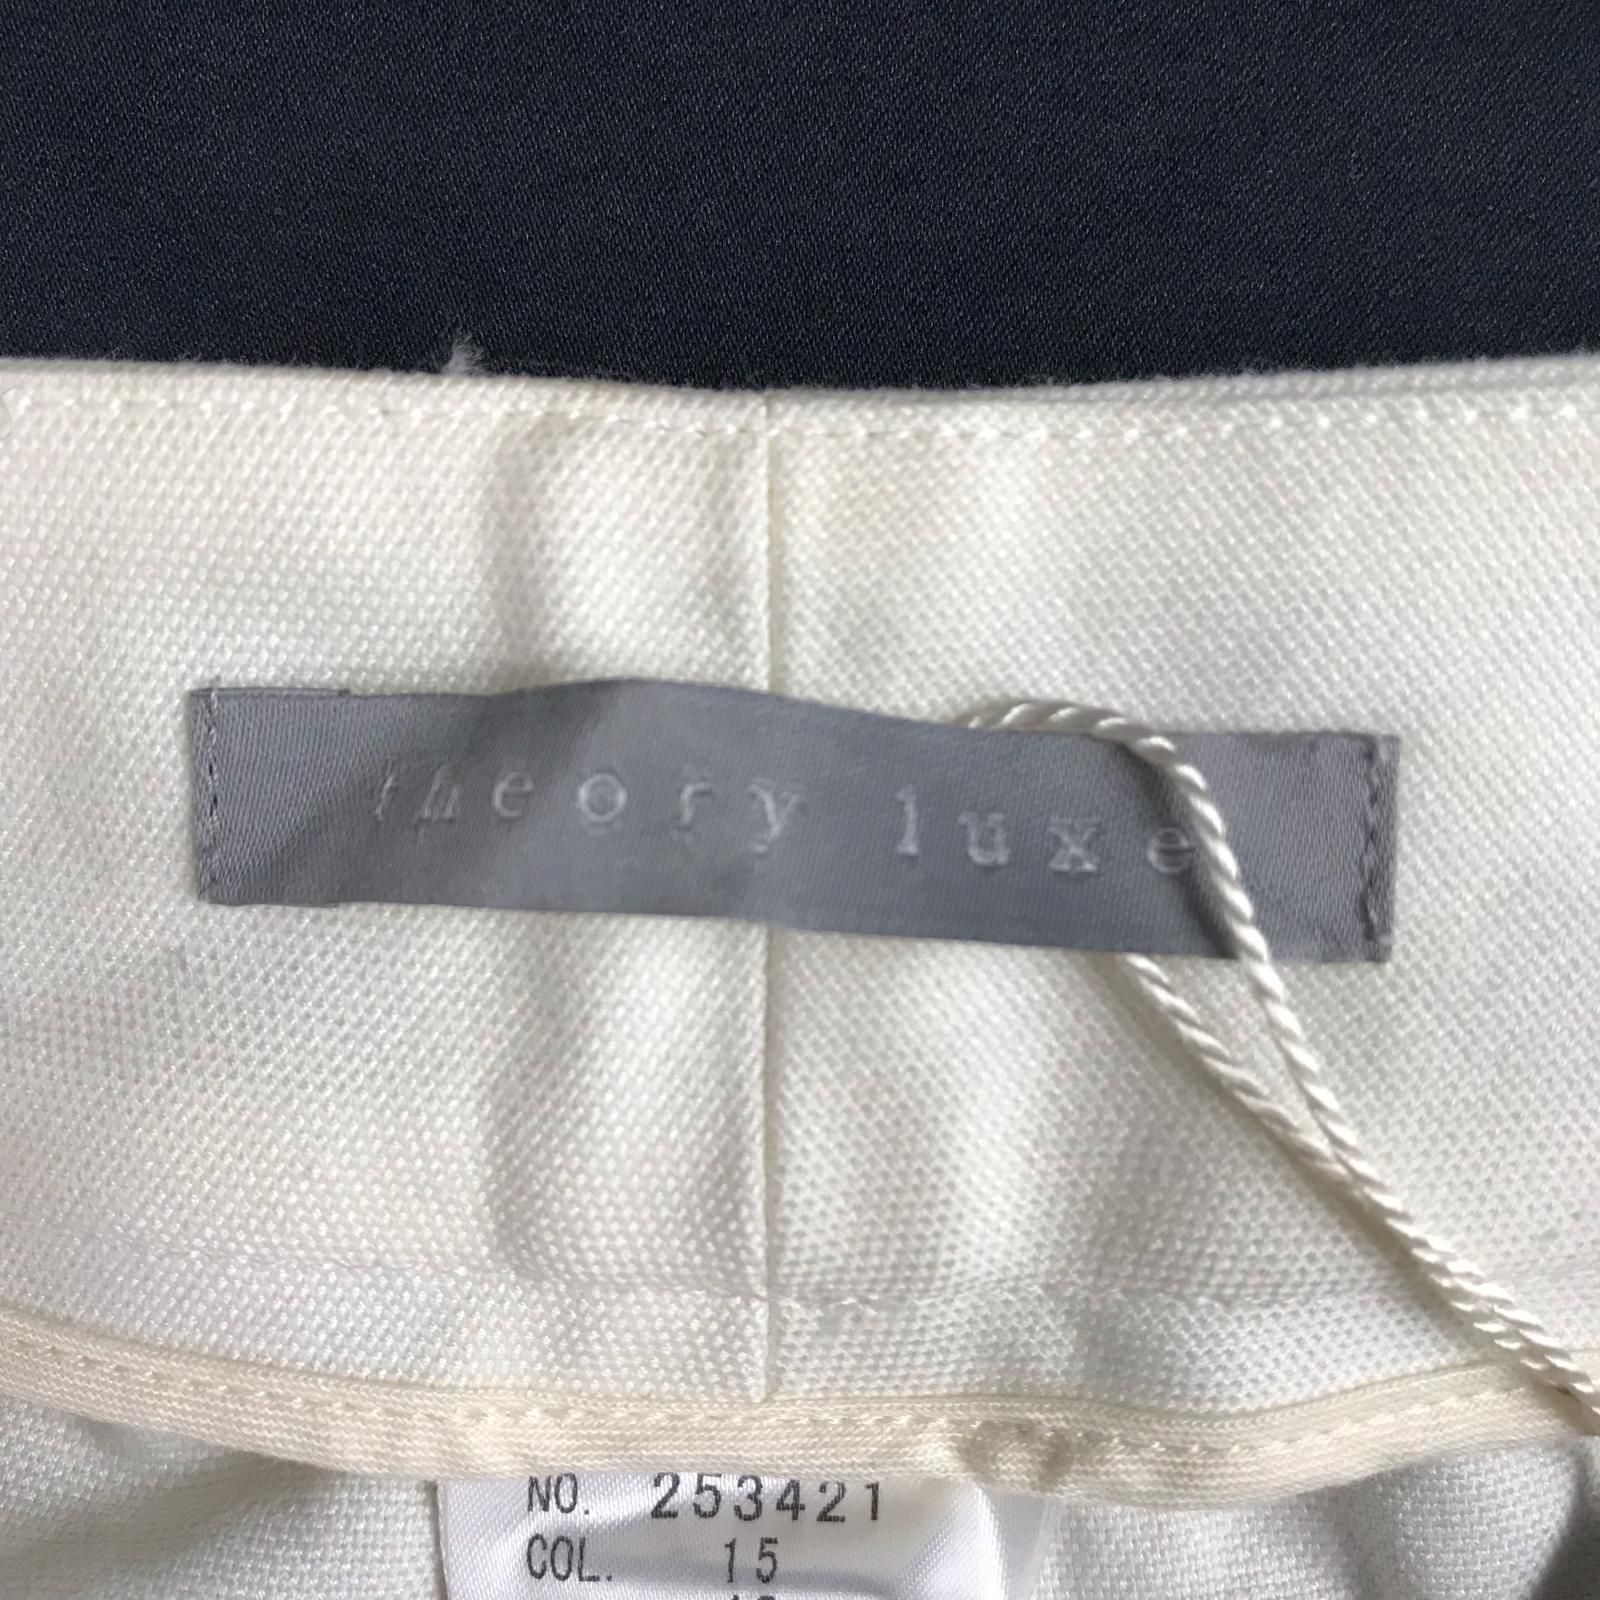 theory luxe
NO. 253421
COL. 15